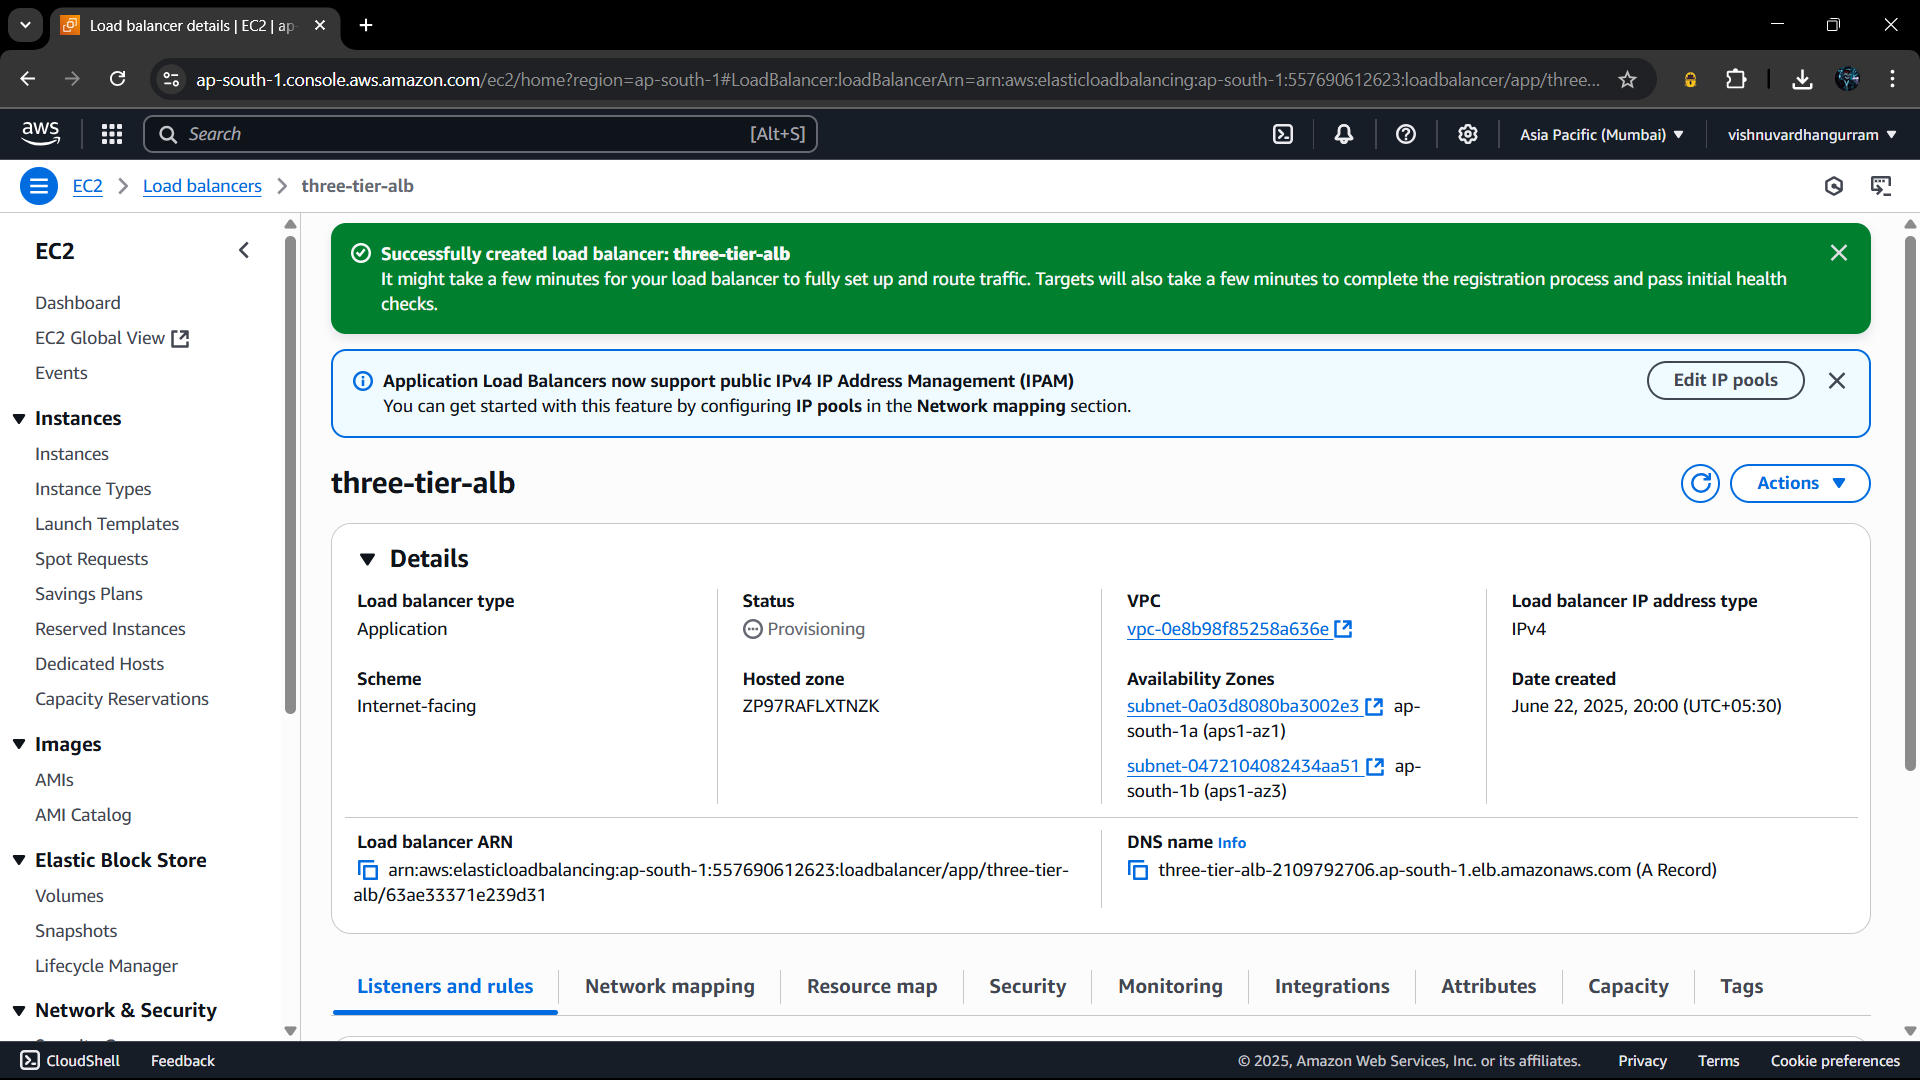 Load balancer details | EC2 | ap-
ap-south-1.console.aws.amazon.com/ec2/home?region=ap-south-1#LoadBalancer:loadBalancerArn=arn:aws:elasticloadbalancing:ap-south-1:557690612623:loadbalancer/app/three...
aws
Search
[Alt+S]
Asia Pacific (Mumbai)
vishnuvardhangurram
EC2
Load balancers
three-tier-alb
EC2
Dashboard
EC2 Global View
Events
Instances
Instances
Instance Types
Launch Templates
Spot Requests
Savings Plans
Reserved Instances
Dedicated Hosts
Capacity Reservations
Images
AMIs
AMI Catalog
Elastic Block Store
Volumes
Snapshots
Lifecycle Manager
Network & Security
Successfully created load balancer: three-tier-alb
It might take a few minutes for your load balancer to fully set up and route traffic. Targets will also take a few minutes to complete the registration process and pass initial health
checks.
Application Load Balancers now support public IPv4 IP Address Management (IPAM)
You can get started with this feature by configuring IP pools in the Network mapping section.
Edit IP pools
three-tier-alb
Actions
Details
Load balancer type
Application
Status
Provisioning
VPC
vpc-0e8b98f85258a636e
Load balancer IP address type
IPv4
Scheme
Internet-facing
Hosted zone
ZP97RAFLXTNZK
Availability Zones
subnet-0a03d8080ba3002e3 ap-
south-1a (aps1-az1)
subnet-0472104082434aa51 ap-
south-1b (aps1-az3)
Date created
June 22, 2025, 20:00 (UTC+05:30)
Load balancer ARN
arn:aws:elasticloadbalancing:ap-south-1:557690612623:loadbalancer/app/three-tier-
alb/63ae33371e239d31
DNS name Info
three-tier-alb-2109792706.ap-south-1.elb.amazonaws.com (A Record)
Listeners and rules
Network mapping
Resource map
Security
Monitoring
Integrations
Attributes
Capacity
Tags
CloudShell
Feedback
© 2025, Amazon Web Services, Inc. or its affiliates.
Privacy
Terms
Cookie preferences